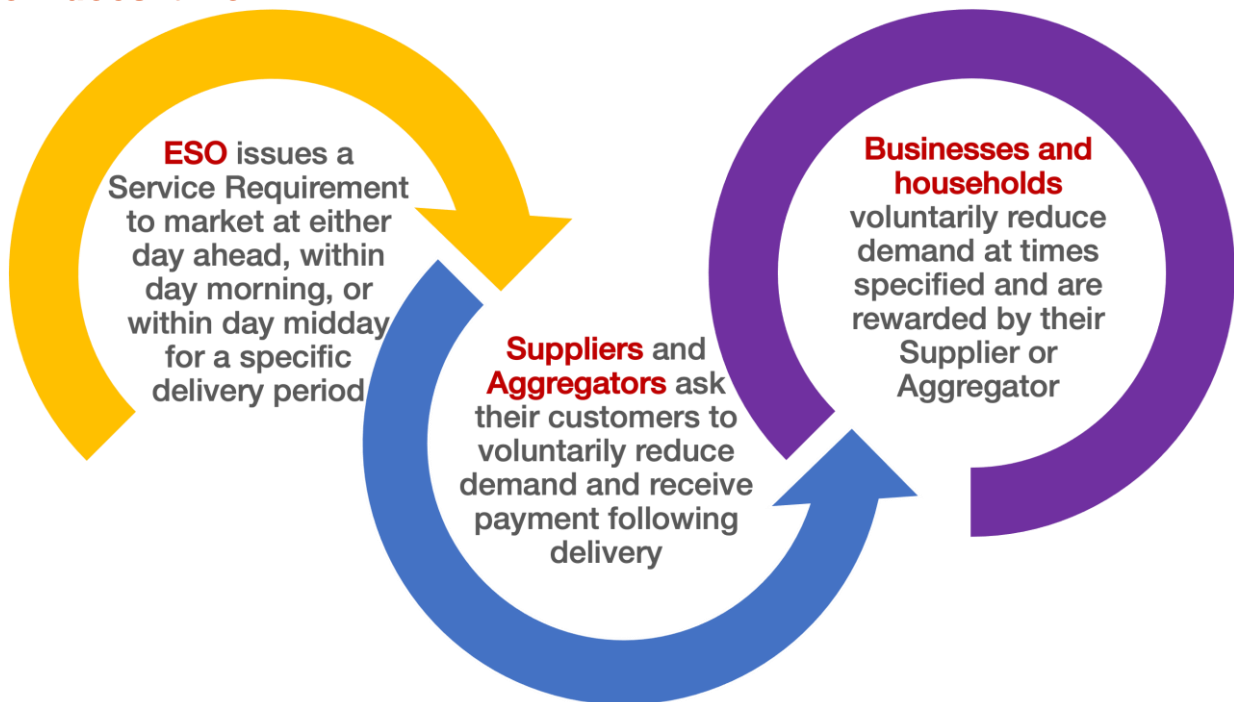 ESO issues a
Service Requirement
to market at either
day ahead, within
day morning, or
within day midday
for a specific
delivery period
Suppliers and
Aggregators ask
their customers to
voluntarily reduce
demand and receive
payment following
delivery
Businesses and
households
voluntarily reduce
demand at times
specified and are
rewarded by their
Supplier or
Aggregator